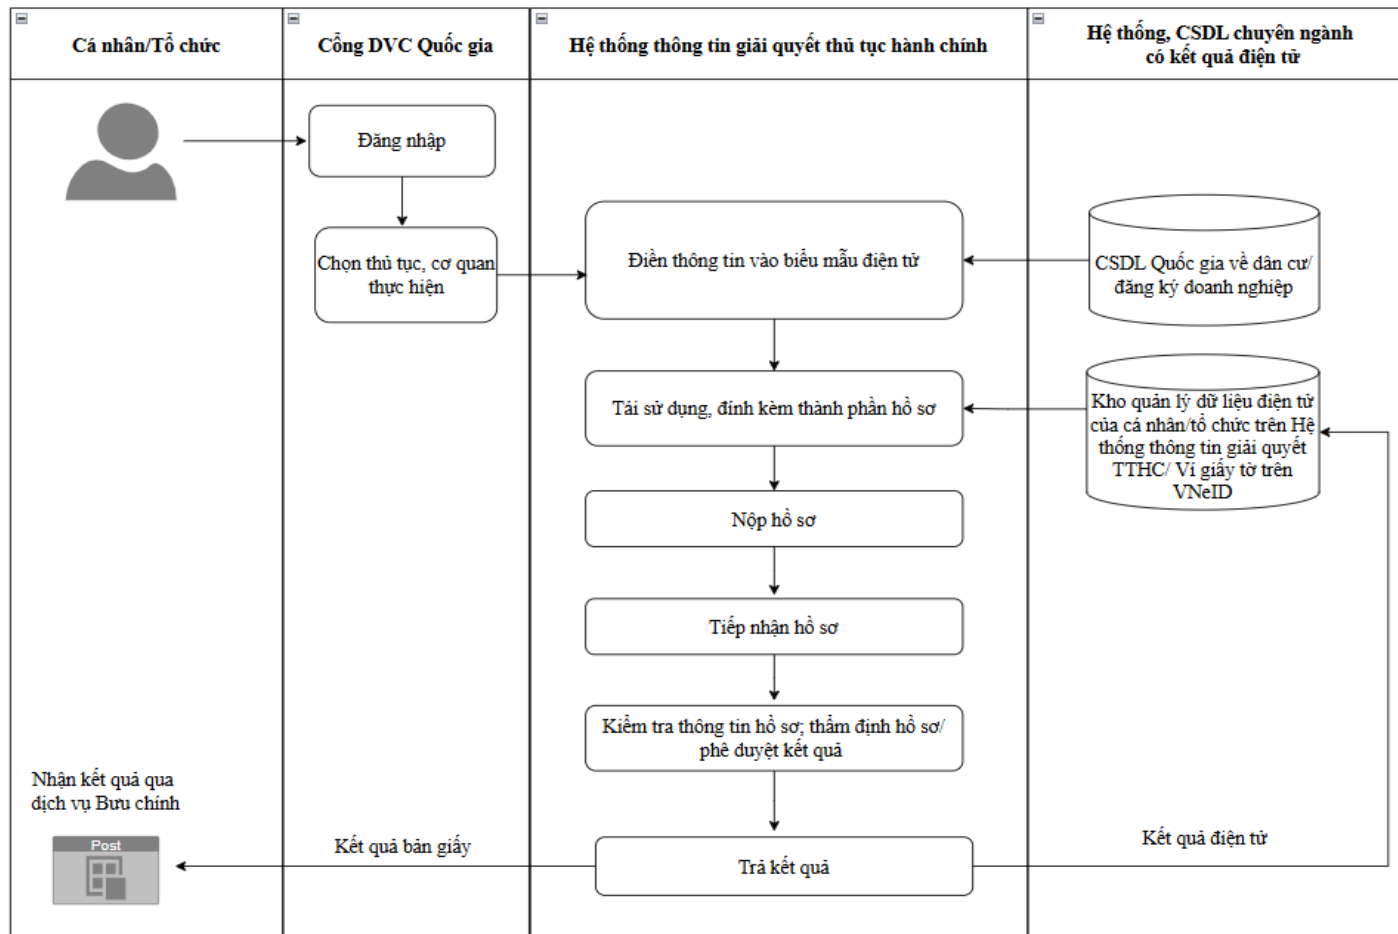 Cá nhân/Tổ chức
Cổng DVC Quốc gia
Hệ thống thông tin giải quyết thủ tục hành chính
Hệ thống, CSDL chuyên ngành
có kết quả điện tử
Đăng nhập
Chọn thủ tục, cơ quan
thực hiện
Điền thông tin vào biểu mẫu điện tử
CSDL Quốc gia về dân cư/
đăng ký doanh nghiệp
Tái sử dụng, đính kèm thành phần hồ sơ
Kho quản lý dữ liệu điện tử
của cá nhân/tổ chức trên Hệ
thống thông tin giải quyết
TTHC/ Ví giấy tờ trên
VNeID
Nộp hồ sơ
Tiếp nhận hồ sơ
Kiểm tra thông tin hồ sơ; thẩm định hồ sơ/
phê duyệt kết quả
Nhận kết quả qua
dịch vụ Bưu chính
Post
Kết quả bản giấy
Trả kết quả
Kết quả điện tử